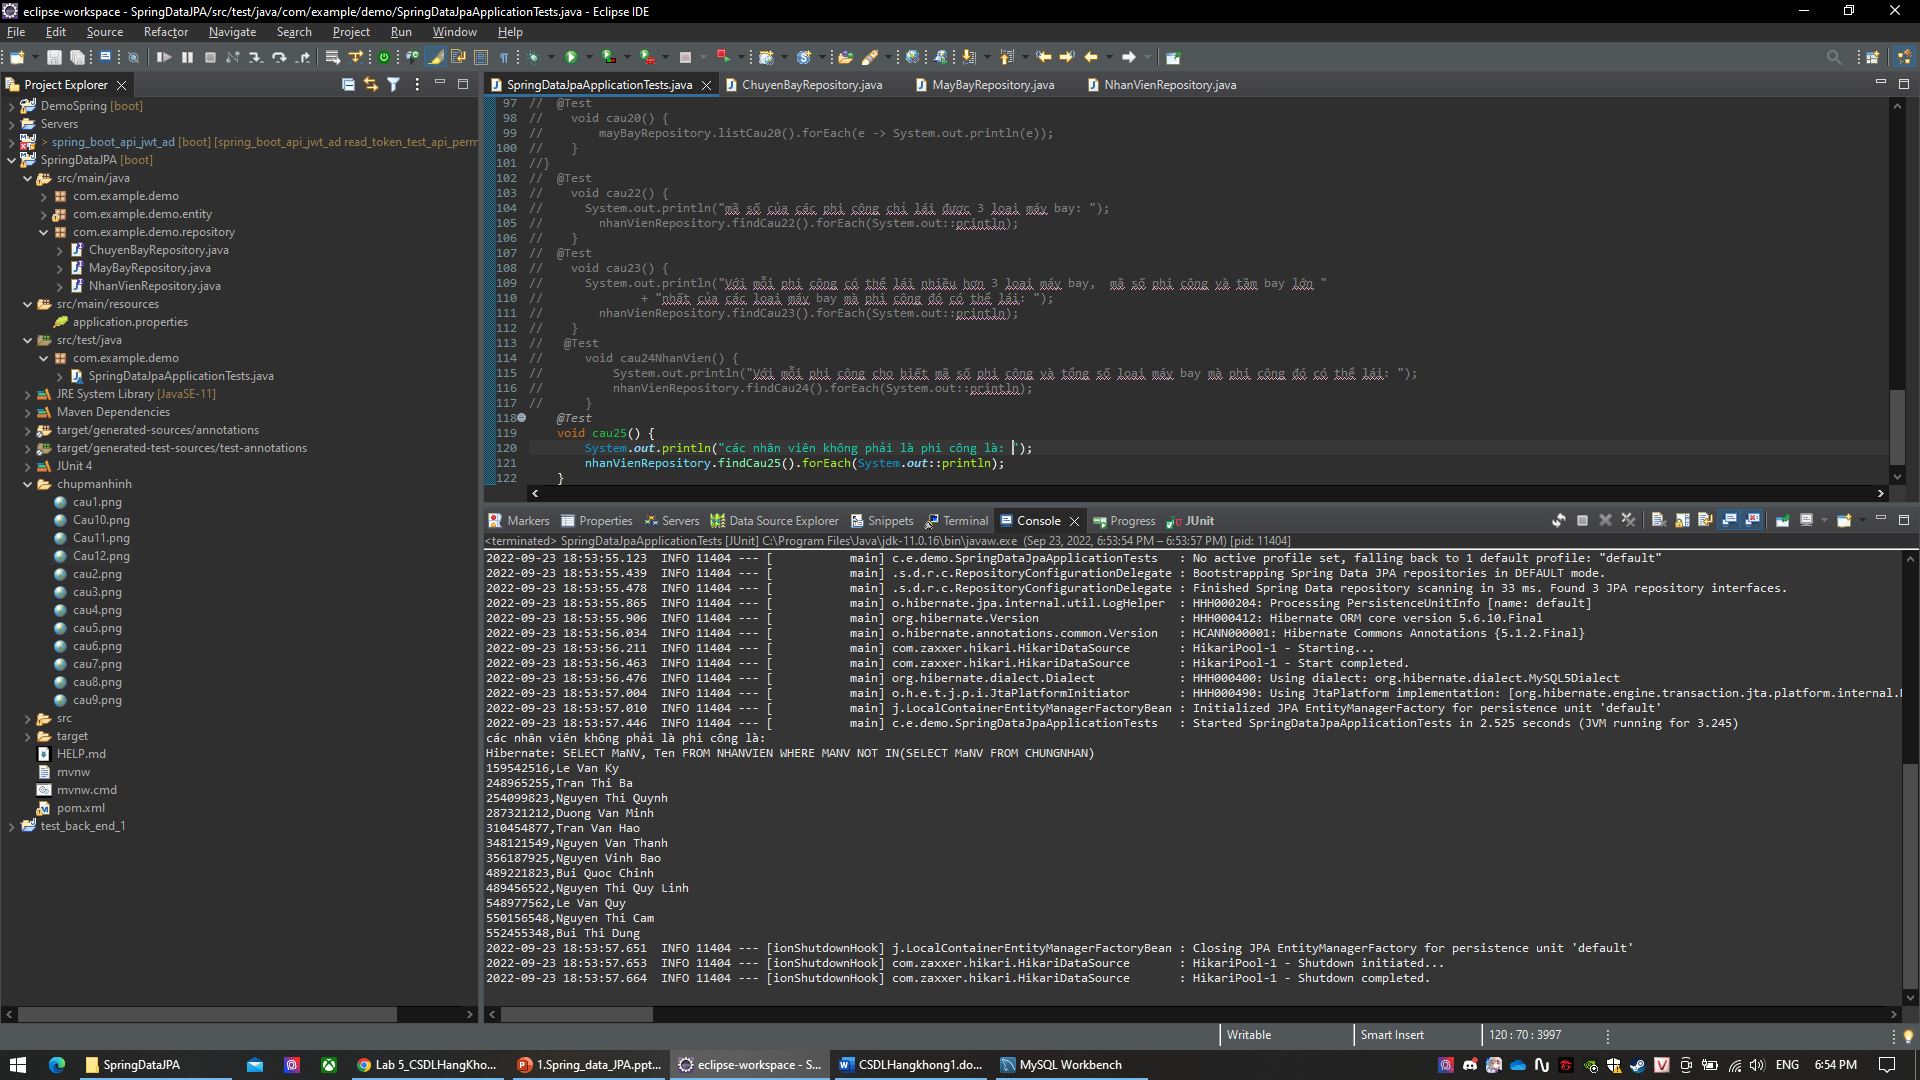 eclipse-workspace - SpringDataJPA/src/test/java/com/example/demo/SpringDataJpaApplicationTests.java - Eclipse IDE
File Edit Source Refactor Navigate Search Project Run Window Help
Project Explorer
DemoSpring [boot]
Servers
> spring_boot_api_jwt_ad [boot] [spring_boot_api_jwt_ad read_token_test_api_perm
SpringDataJPA [boot]
src/main/java
com.example.demo
com.example.demo.entity
com.example.demo.repository
ChuyenBayRepository.java
MayBayRepository.java
NhanVienRepository.java
src/main/resources
application.properties
src/test/java
com.example.demo
SpringDataJpaApplicationTests.java
JRE System Library [JavaSE-11]
Maven Dependencies
target/generated-sources/annotations
target/generated-test-sources/test-annotations
JUnit 4
chupmanhinh
cau1.png
Cau10.png
Cau11.png
Cau12.png
cau2.png
cau3.png
cau4.png
cau5.png
cau6.png
cau7.png
cau8.png
cau9.png
src
target
HELP.md
mvnw
mvnw.cmd
pom.xml
test_back_end_1
SpringDataJpaApplicationTests.java ChuyenBayRepository.java MayBayRepository.java NhanVienRepository.java
97 // @Test
98 // void cau20() {
99 // mayBayRepository.listCau20().forEach(e -> System.out.println(e));
100 // }
101 //}
102 // @Test
103 // void cau22() {
104 // System.out.println("mã số của các phi công chỉ lái được 3 loại máy bay: ");
105 // nhanVienRepository.findCau22().forEach(System.out::println);
106 // }
107 // @Test
108 // void cau23() {
109 // System.out.println("Với mỗi phi công có thể lái nhiều hơn 3 loại máy bay, mã số phi công và tầm bay lớn "
110 // + "nhất của các loại máy bay mà phi công đó có thể lái: ");
111 // nhanVienRepository.findCau23().forEach(System.out::println);
112 // }
113 // @Test
114 // void cau24NhanVien() {
115 // System.out.println("Với mỗi phi công cho biết mã số phi công và tổng số loại máy bay mà phi công đó có thể lái: ");
116 // nhanVienRepository.findCau24().forEach(System.out::println);
117 // }
118 @Test
119 void cau25() {
120 System.out.println("các nhân viên không phải là phi công là: ");
121 nhanVienRepository.findCau25().forEach(System.out::println);
122 }
Markers Properties Servers Data Source Explorer Snippets Terminal Console Progress JUnit
<terminated> SpringDataJpaApplicationTests [JUnit] C:\Program Files\Java\jdk-11.0.16\bin\javaw.exe (Sep 23, 2022, 6:53:54 PM – 6:53:57 PM) [pid: 11404]
2022-09-23 18:53:55.123 INFO 11404 --- [ main] c.e.demo.SpringDataJpaApplicationTests : No active profile set, falling back to 1 default profile: "default"
2022-09-23 18:53:55.439 INFO 11404 --- [ main] .s.d.r.c.RepositoryConfigurationDelegate : Bootstrapping Spring Data JPA repositories in DEFAULT mode.
2022-09-23 18:53:55.478 INFO 11404 --- [ main] .s.d.r.c.RepositoryConfigurationDelegate : Finished Spring Data repository scanning in 33 ms. Found 3 JPA repository interfaces.
2022-09-23 18:53:55.865 INFO 11404 --- [ main] o.hibernate.jpa.internal.util.LogHelper : HHH000204: Processing PersistenceUnitInfo [name: default]
2022-09-23 18:53:55.906 INFO 11404 --- [ main] org.hibernate.Version : HHH000412: Hibernate ORM core version 5.6.10.Final
2022-09-23 18:53:56.034 INFO 11404 --- [ main] o.hibernate.annotations.common.Version : HCANN000001: Hibernate Commons Annotations {5.1.2.Final}
2022-09-23 18:53:56.211 INFO 11404 --- [ main] com.zaxxer.hikari.HikariDataSource : HikariPool-1 - Starting...
2022-09-23 18:53:56.463 INFO 11404 --- [ main] com.zaxxer.hikari.HikariDataSource : HikariPool-1 - Start completed.
2022-09-23 18:53:56.476 INFO 11404 --- [ main] org.hibernate.dialect.Dialect : HHH000400: Using dialect: org.hibernate.dialect.MySQL5Dialect
2022-09-23 18:53:57.004 INFO 11404 --- [ main] o.h.e.t.j.p.i.JtaPlatformInitiator : HHH000490: Using JtaPlatform implementation: [org.hibernate.engine.transaction.jta.platform.internal.
2022-09-23 18:53:57.010 INFO 11404 --- [ main] j.LocalContainerEntityManagerFactoryBean : Initialized JPA EntityManagerFactory for persistence unit 'default'
2022-09-23 18:53:57.446 INFO 11404 --- [ main] c.e.demo.SpringDataJpaApplicationTests : Started SpringDataJpaApplicationTests in 2.525 seconds (JVM running for 3.245)
các nhân viên không phải là phi công là:
Hibernate: SELECT MaNV, Ten FROM NHANVIEN WHERE MANV NOT IN(SELECT MaNV FROM CHUNGNHAN)
159542516,Le Van Ky
248965255,Tran Thi Ba
254099823,Nguyen Thi Quynh
287321212,Duong Van Minh
310454877,Tran Van Hao
348121549,Nguyen Van Thanh
356187925,Nguyen Vinh Bao
489221823,Bui Quoc Chinh
489456522,Nguyen Thi Quy Linh
548977562,Le Van Quy
550156548,Nguyen Thi Cam
552455348,Bui Thi Dung
2022-09-23 18:53:57.651 INFO 11404 --- [ionShutdownHook] j.LocalContainerEntityManagerFactoryBean : Closing JPA EntityManagerFactory for persistence unit 'default'
2022-09-23 18:53:57.653 INFO 11404 --- [ionShutdownHook] com.zaxxer.hikari.HikariDataSource : HikariPool-1 - Shutdown initiated...
2022-09-23 18:53:57.664 INFO 11404 --- [ionShutdownHook] com.zaxxer.hikari.HikariDataSource : HikariPool-1 - Shutdown completed.
Writable Smart Insert 120 : 70 : 3997
SpringDataJPA Lab 5_CSDLHangKho... 1.Spring_data_JPA.ppt... eclipse-workspace - S... CSDLHangkhong1.do... MySQL Workbench ENG 6:54 PM